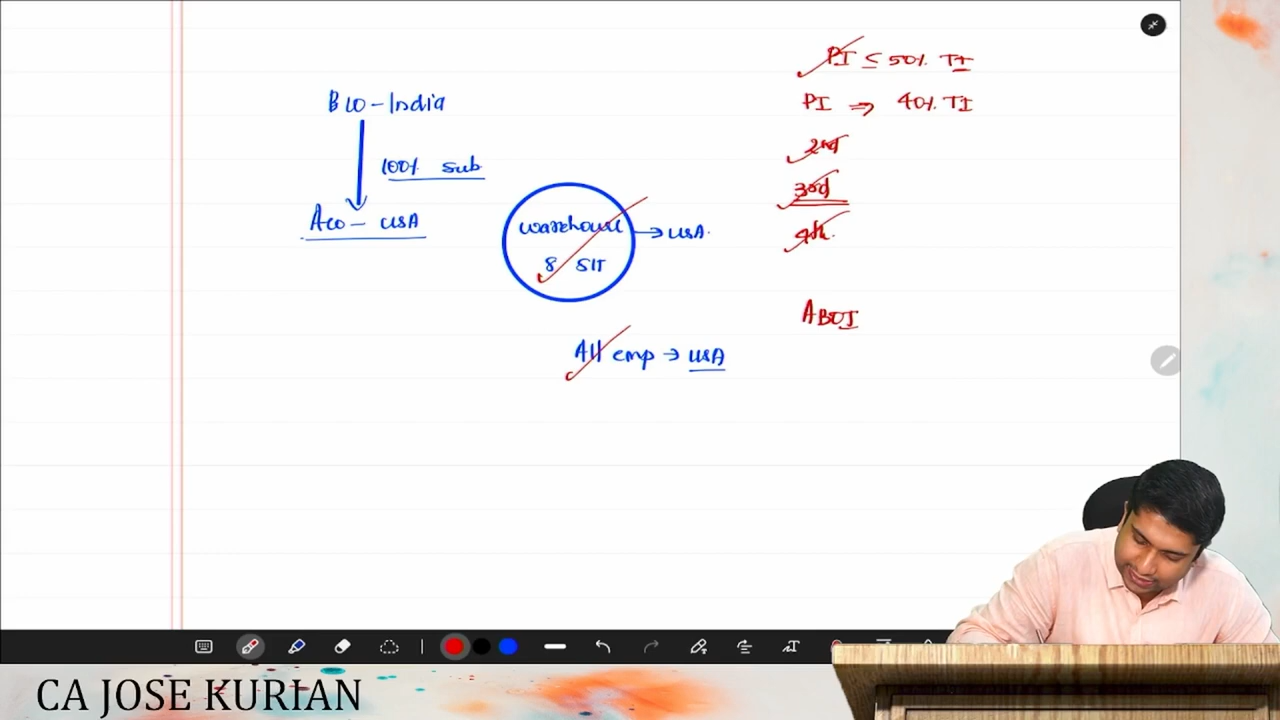 B Co - India
100% sub
A co - USA
warehouse
8 SIT
→ USA.
All emp → USA
PI ≤ 50% TI
PI ⇒ 40% TI
2nd
3rd
4th.
ABOI
CA JOSE KURIAN